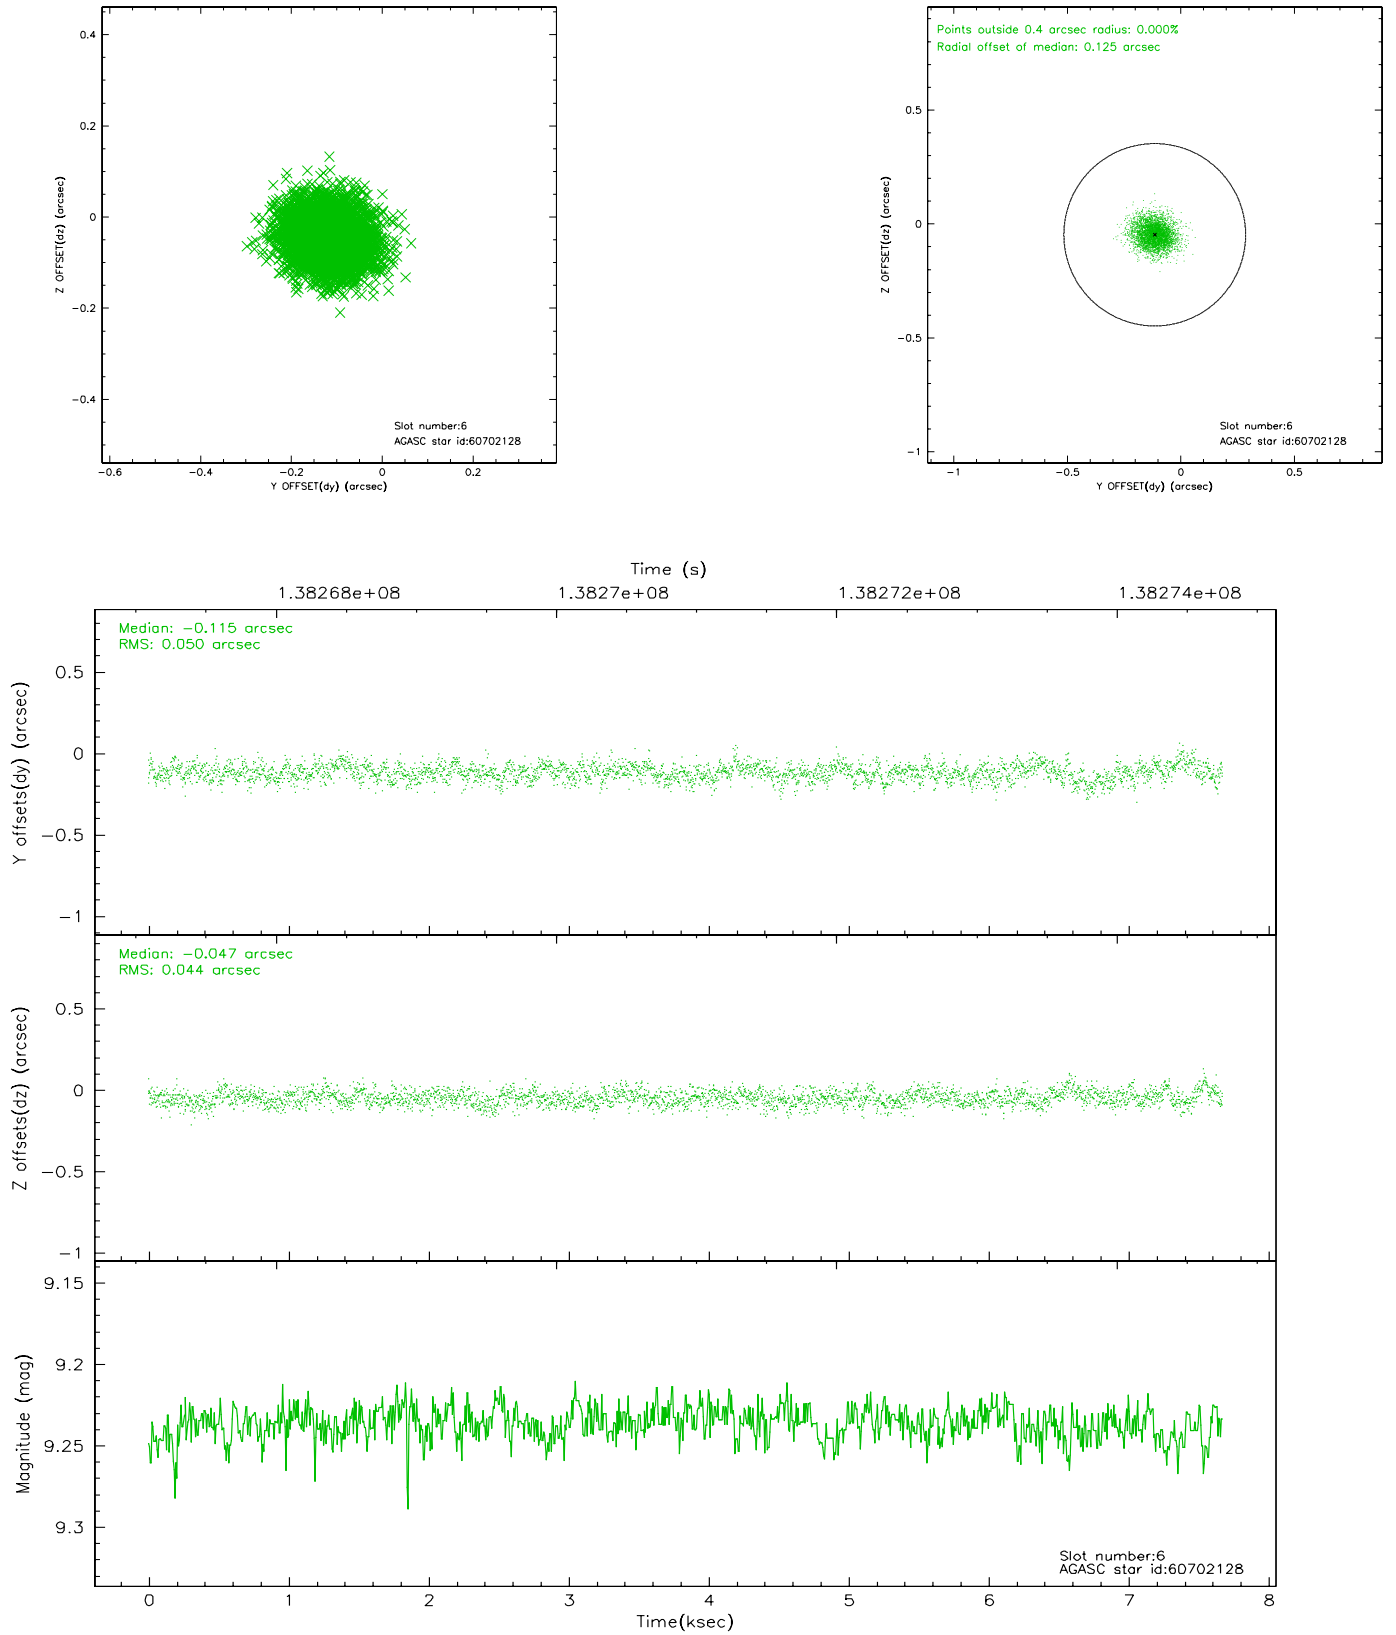 0.4
0.2
0
-0.2
-0.4
Z OFFSET(dz) (arcsec)
Slot number:6
AGASC star id:60702128
-0.6 -0.4 -0.2 0 0.2
Y OFFSET(dy) (arcsec)
Points outside 0.4 arcsec radius: 0.000%
Radial offset of median: 0.125 arcsec
0.5
0
-0.5
-1
Z OFFSET(dz) (arcsec)
Slot number:6
AGASC star id:60702128
-1 -0.5 0 0.5
Y OFFSET(dy) (arcsec)
Time (s)
1.38268e+08 1.3827e+08 1.38272e+08 1.38274e+08
Median: -0.115 arcsec
RMS: 0.050 arcsec
0.5
0
-0.5
-1
Y offsets(dy) (arcsec)
Median: -0.047 arcsec
RMS: 0.044 arcsec
0.5
0
-0.5
-1
Z offsets(dz) (arcsec)
9.15
9.2
9.25
9.3
Magnitude (mag)
Slot number:6
AGASC star id:60702128
0 1 2 3 4 5 6 7 8
Time(ksec)